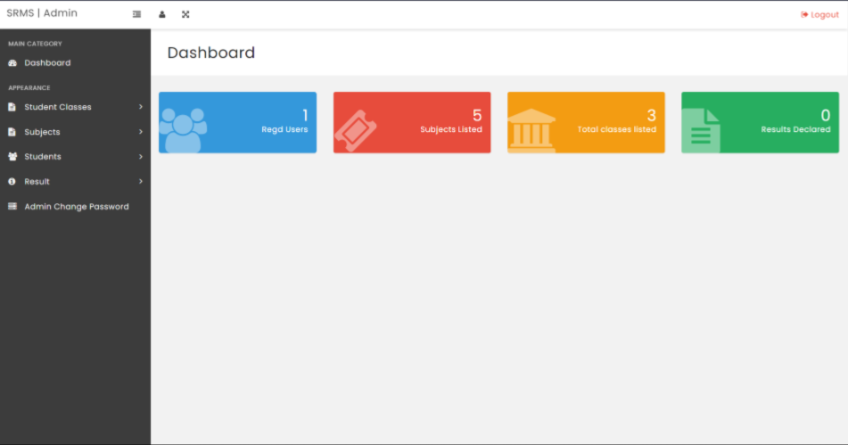 SRMS | Admin
Logout
MAIN CATEGORY
Dashboard
APPEARANCE
Student Classes
Subjects
Students
Result
Admin Change Password
Dashboard
1
Regd Users
5
Subjects Listed
3
Total classes listed
0
Results Declared